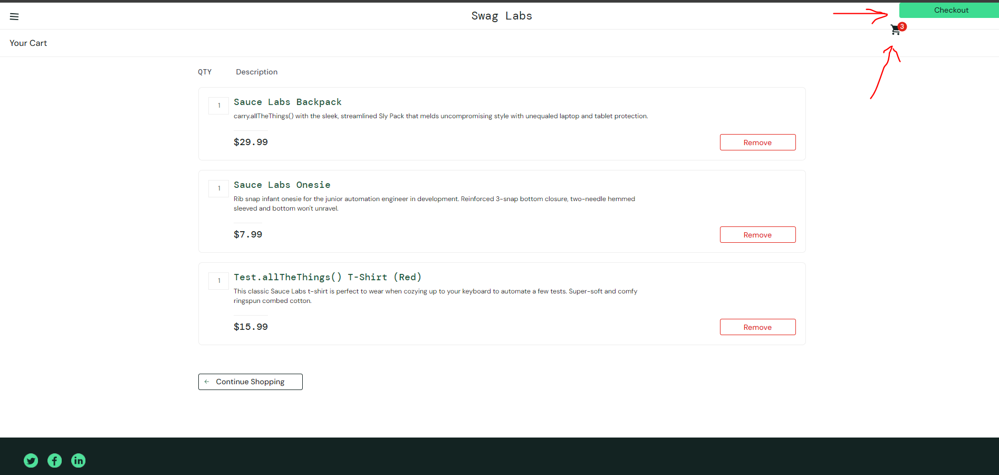 Swag Labs
Checkout
3
Your Cart
QTY Description
1
Sauce Labs Backpack
carry.allTheThings() with the sleek, streamlined Sly Pack that melds uncompromising style with unequaled laptop and tablet protection.
$29.99
Remove
1
Sauce Labs Onesie
Rib snap infant onesie for the junior automation engineer in development. Reinforced 3-snap bottom closure, two-needle hemmed
sleeved and bottom won't unravel.
$7.99
Remove
1
Test.allTheThings() T-Shirt (Red)
This classic Sauce Labs t-shirt is perfect to wear when cozying up to your keyboard to automate a few tests. Super-soft and comfy
ringspun combed cotton.
$15.99
Remove
Continue Shopping